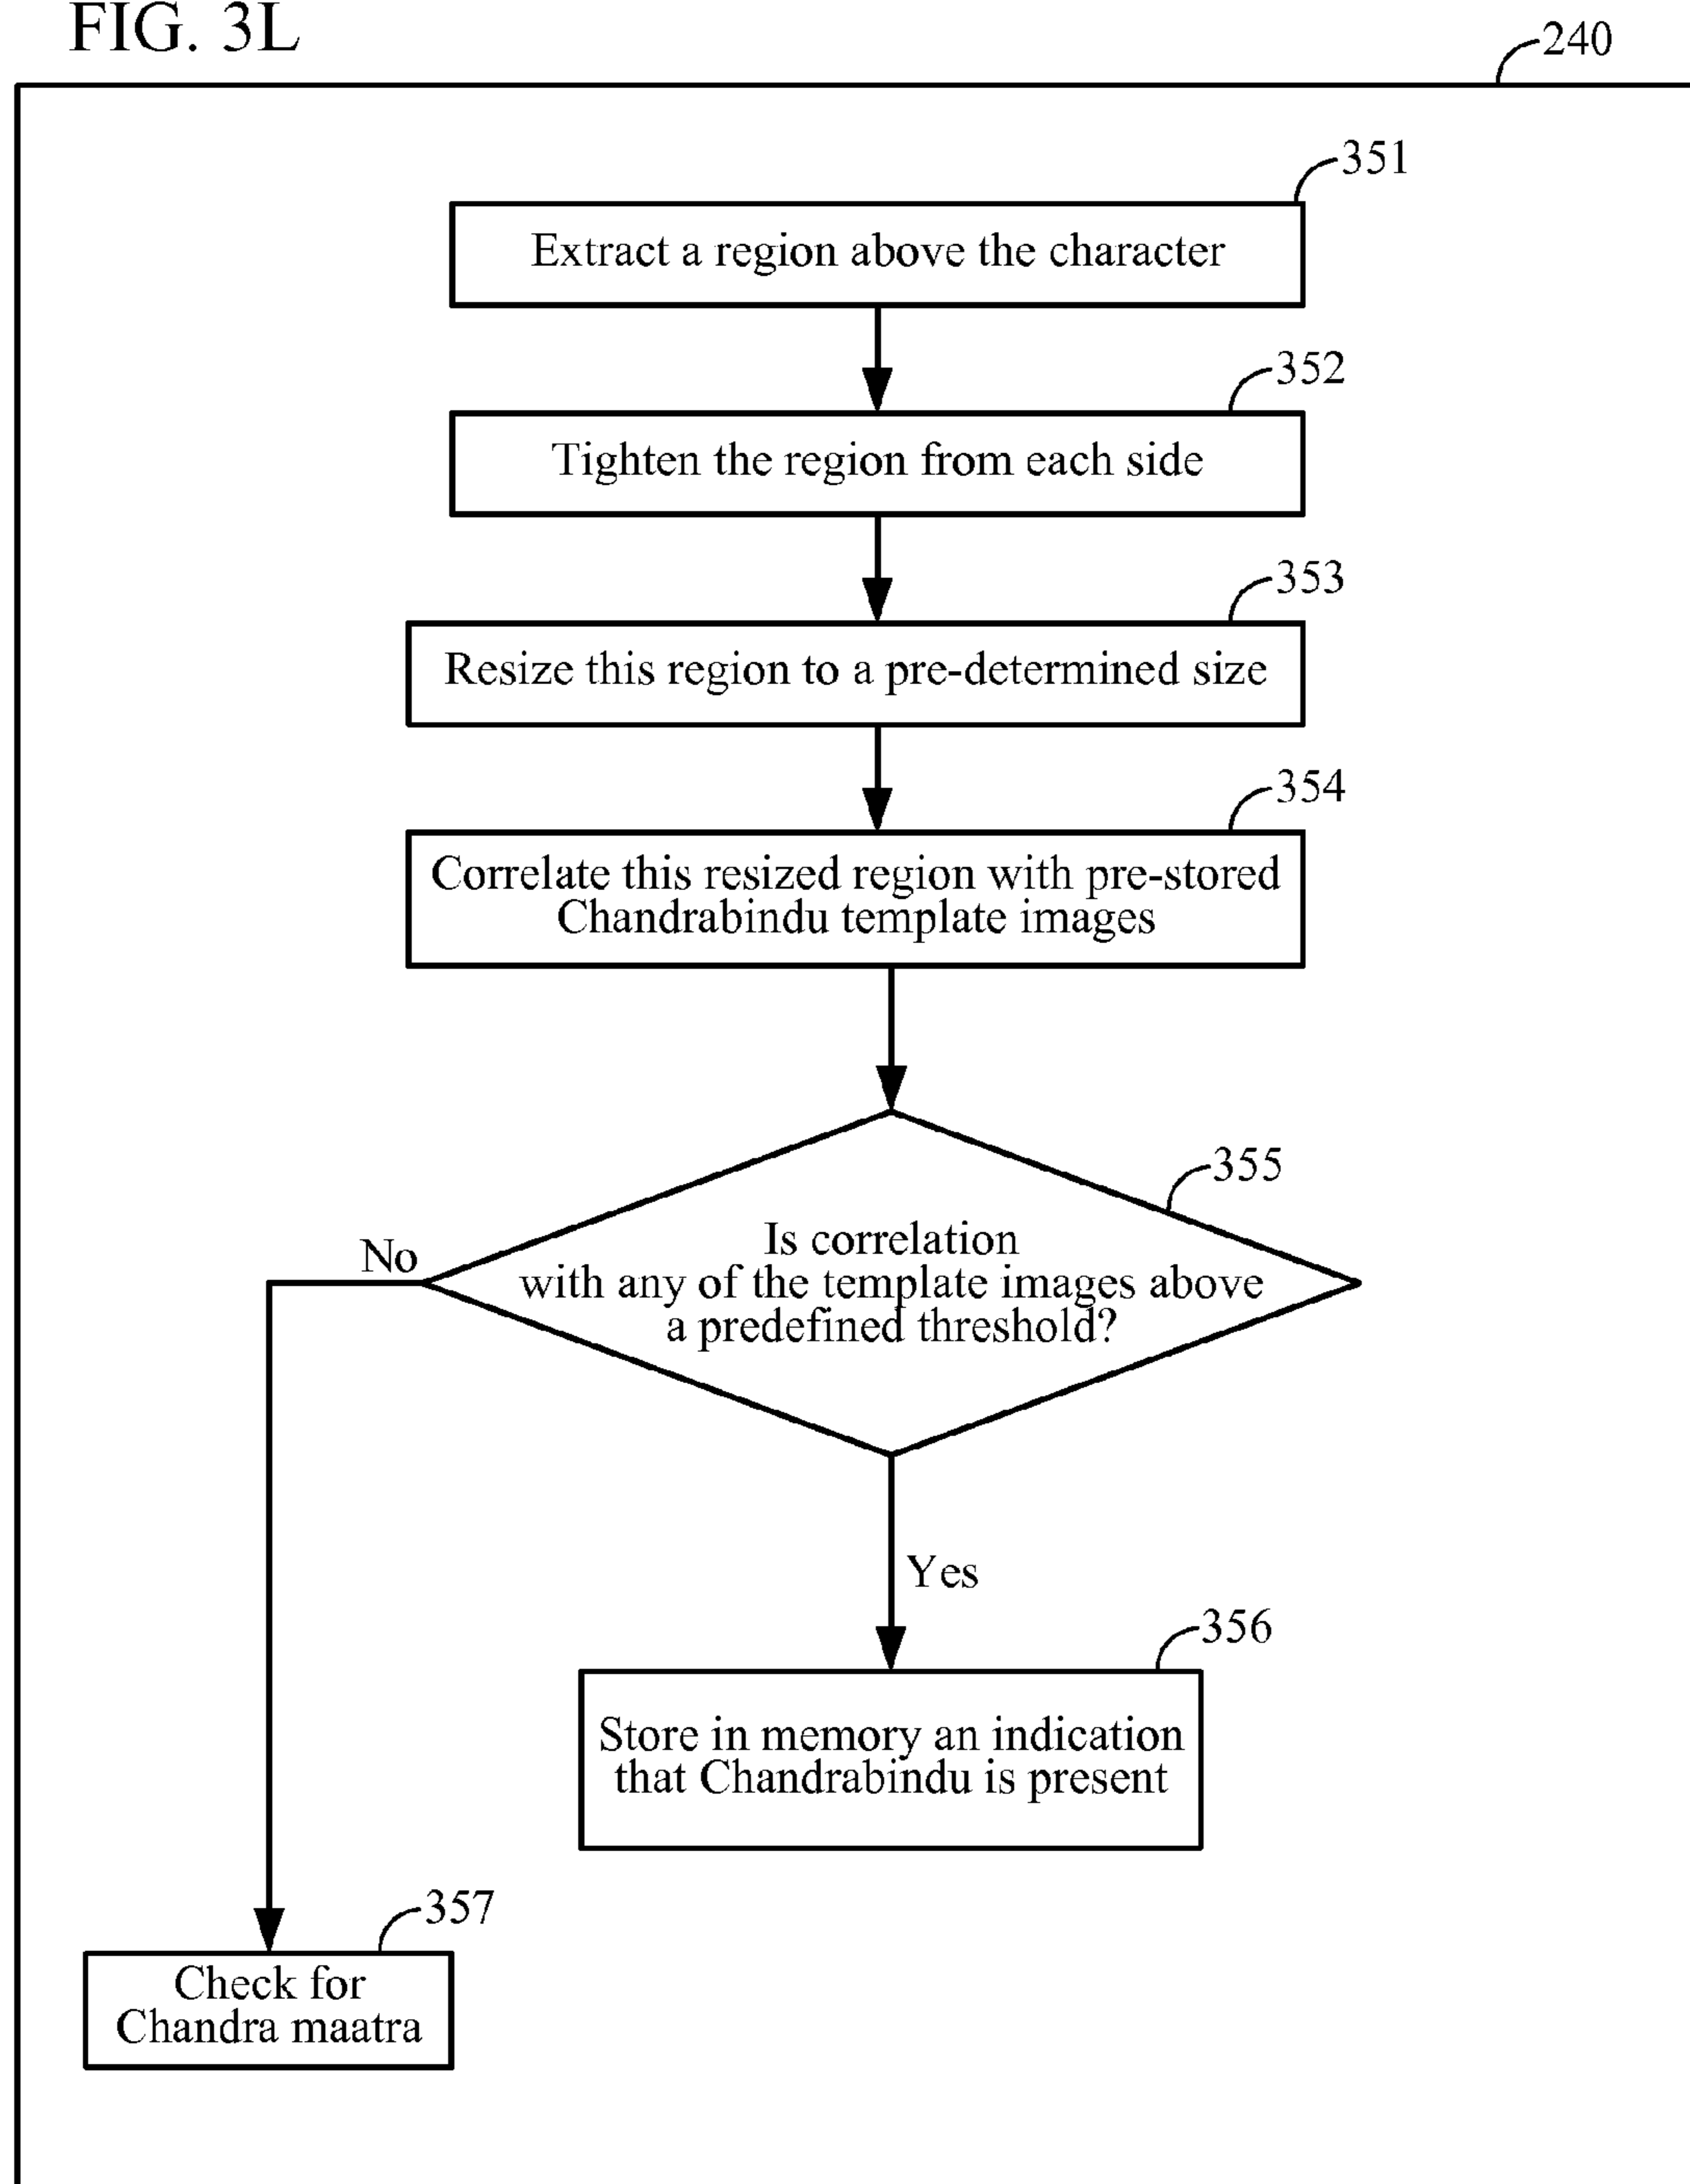 FIG. 3L
240
351
Extract a region above the character
352
Tighten the region from each side
353
Resize this region to a pre-determined size
354
Correlate this resized region with pre-stored
Chandrabindu template images
355
Is correlation
with any of the template images above
a predefined threshold?
No
Yes
356
Store in memory an indication
that Chandrabindu is present
357
Check for
Chandra maatra